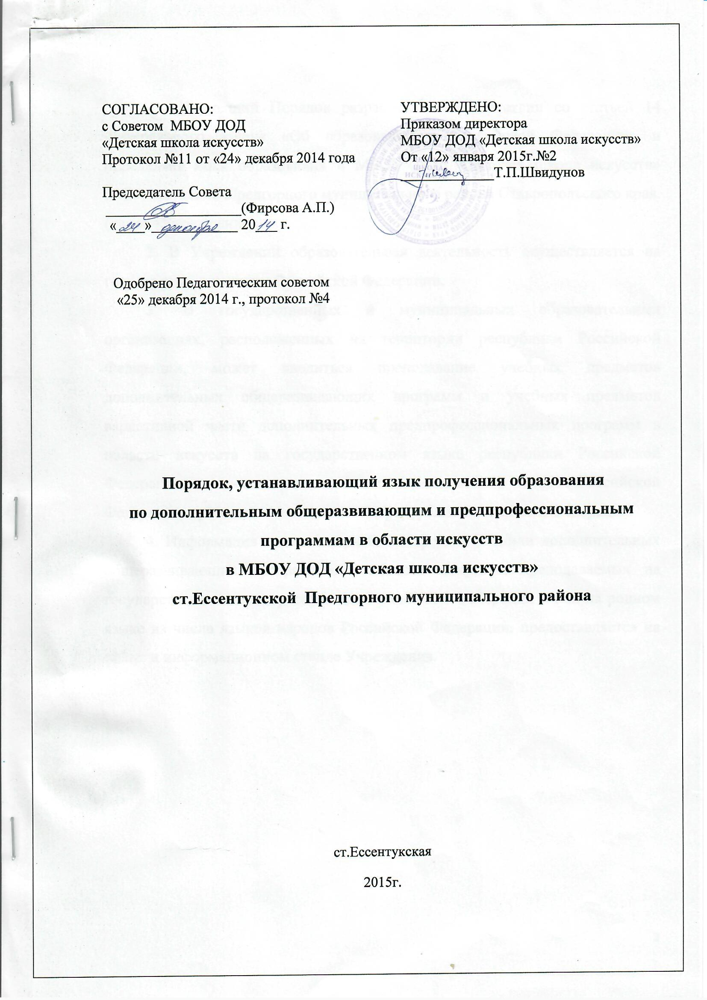 СОГЛАСОВАНО:
с Советом МБОУ ДОД
«Детская школа искусств»
Протокол №11 от «24» декабря 2014 года
Председатель Совета
(Фирсова А.П.)
«24» декабря 2014 г.
УТВЕРЖДЕНО:
Приказом директора
МБОУ ДОД «Детская школа искусств»
От «12» января 2015г.№2
Т.П.Швидунов
ШКОЛА
ИСКУССТВ
Одобрено Педагогическим советом
«25» декабря 2014 г., протокол №4
Порядок, устанавливающий язык получения образования
по дополнительным общеразвивающим и предпрофессиональным
программам в области искусств
в МБОУ ДОД «Детская школа искусств»
ст.Ессентукской Предгорного муниципального района
ст.Ессентукская
2015г.